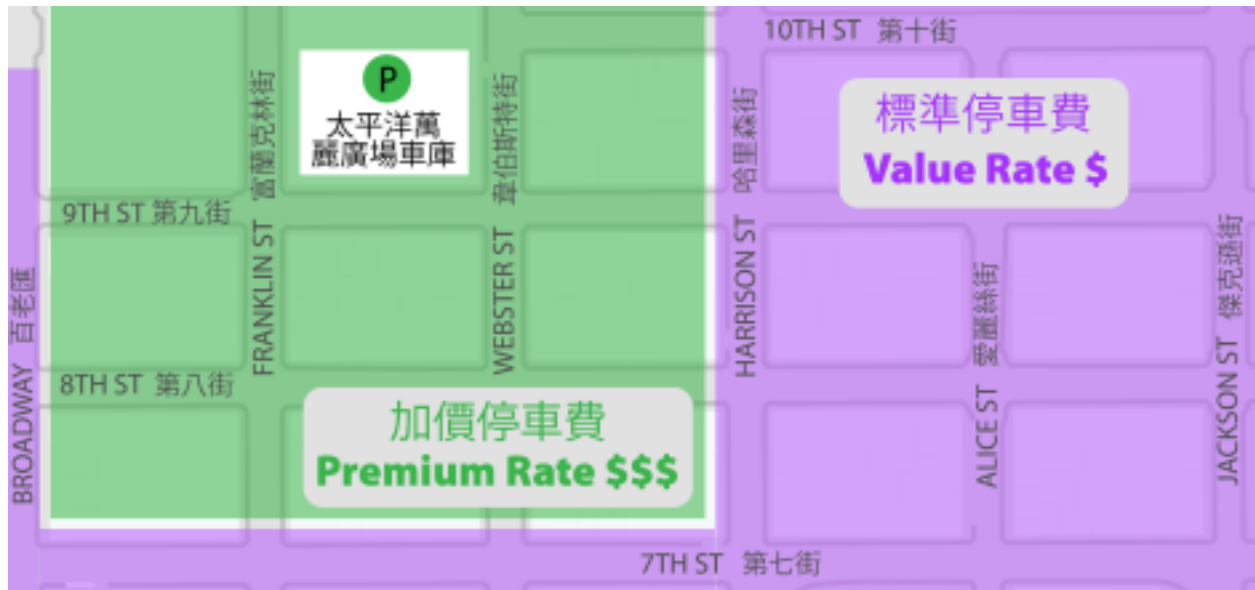 10TH ST 第十街
P
太平洋萬
麗廣場車庫
富蘭克林街
韋伯斯特街
哈里森街
標準停車費
Value Rate $
9TH ST 第九街
FRANKLIN ST
WEBSTER ST
HARRISON ST
愛麗絲街
傑克遜街
BROADWAY 百老匯
8TH ST 第八街
加價停車費
Premium Rate $$$
ALICE ST
JACKSON ST
7TH ST 第七街